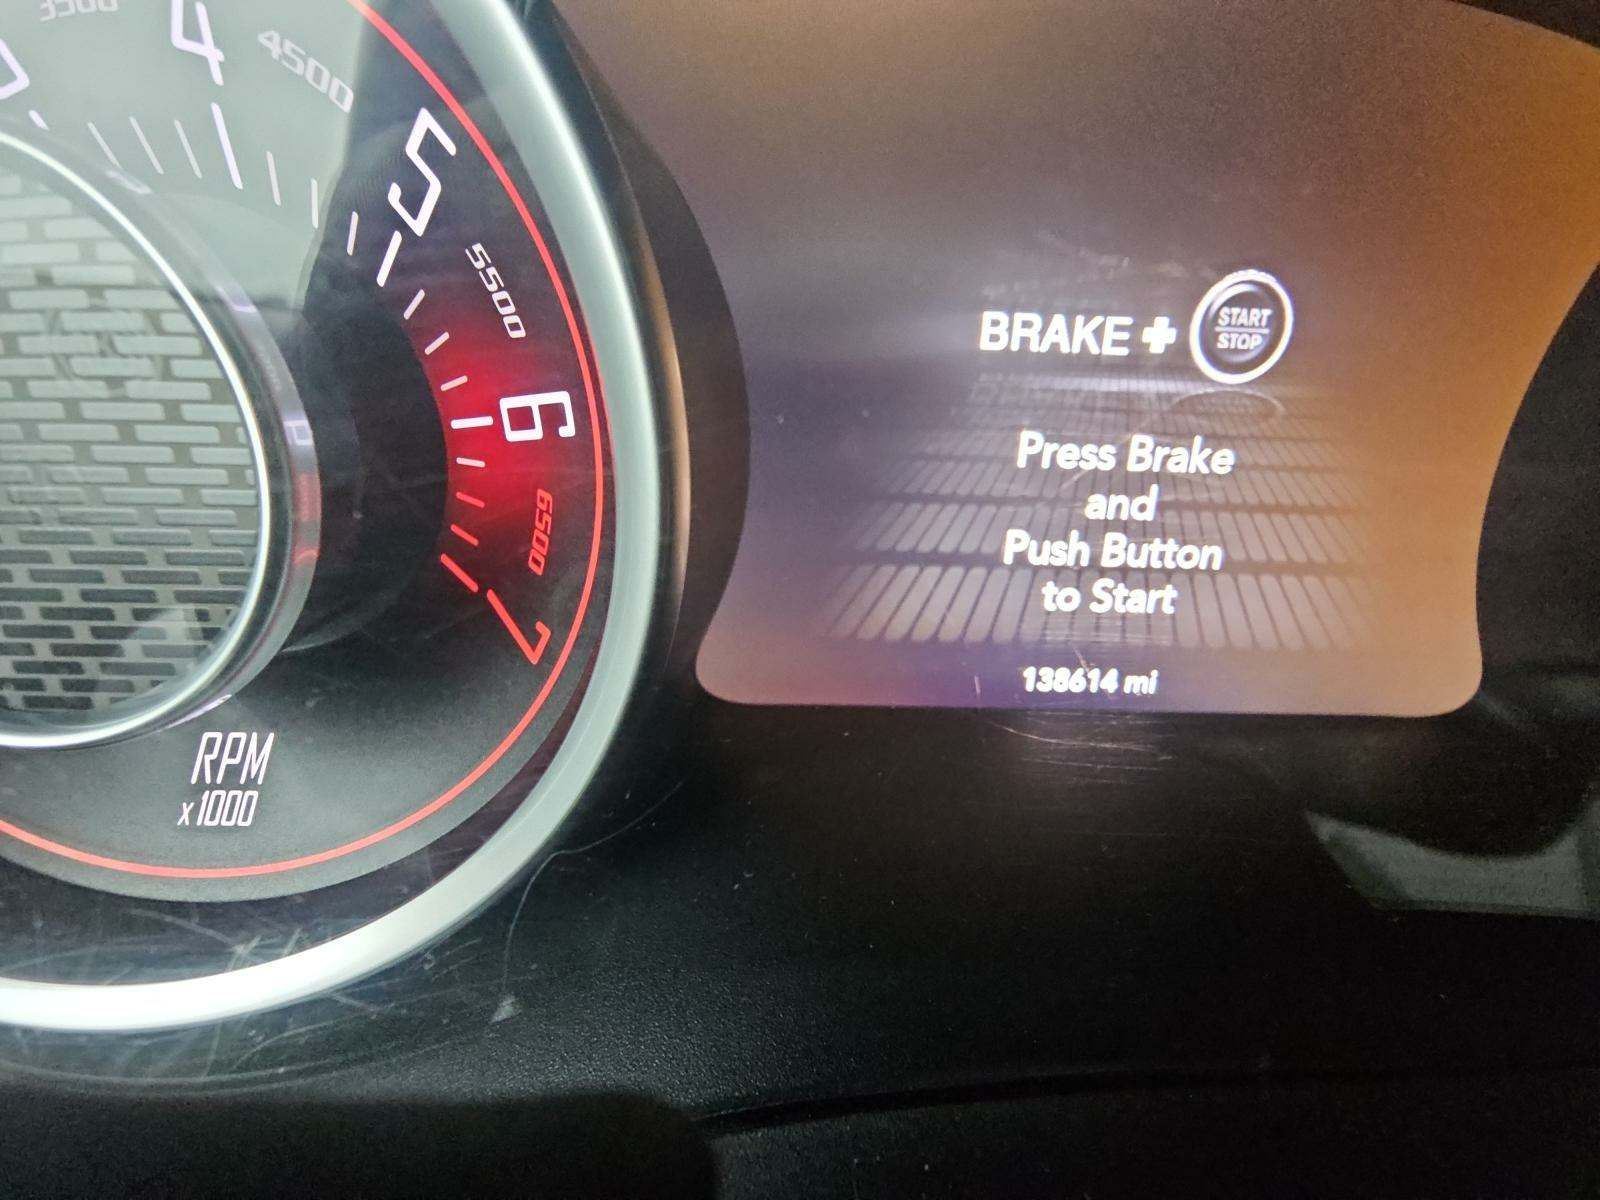 3500
4
4500
5
5500
6
6500
7
RPM
x1000
BRAKE + START
STOP
Press Brake
and
Push Button
to Start
138614 mi